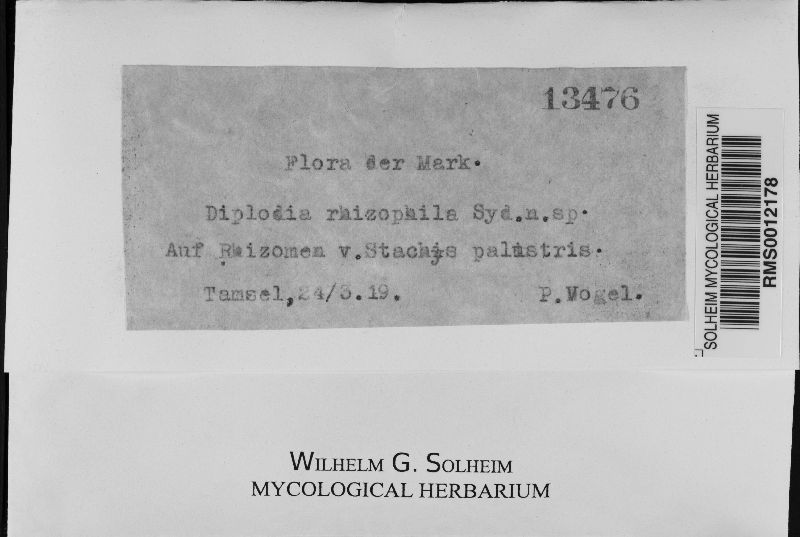 13476
Flora der Mark.
Diplodia rhizophila Syd.n.sp.
Auf Rhizomen v.Stachys palustris.
Tamsel,24/3.19. P.Vogel.
SOLHEIM MYCOLOGICAL HERBARIUM
RMS0012178
WILHELM G. SOLHEIM
MYCOLOGICAL HERBARIUM